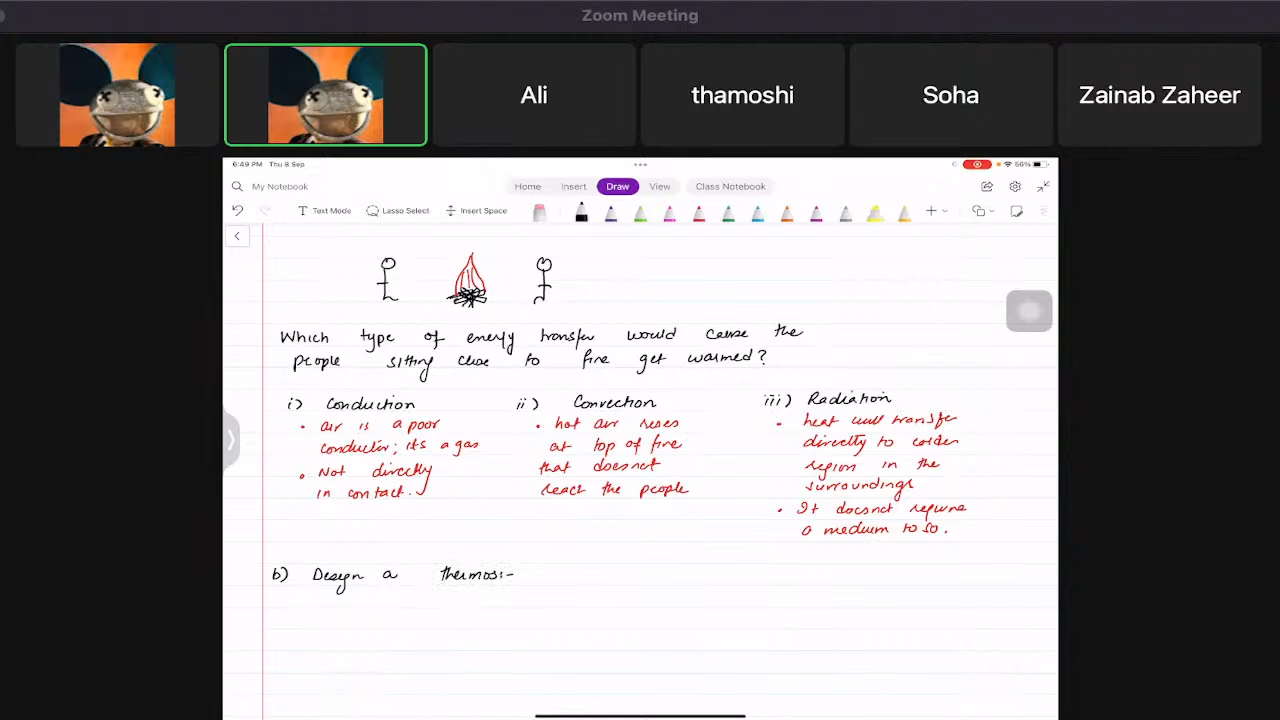 Zoom Meeting
Ali
thamoshi
Soha
Zainab Zaheer
6:49 PM Thu 8 Sep
56%
My Notebook
Home Insert Draw View Class Notebook
Text Mode Lasso Select Insert Space
Which type of energy transfer would cause the
people sitting close to fire get warmed?
i) Conduction
• air is a poor
conductor; its a gas
• Not directly
in contact.
ii) Convection
• hot air rises
at top of fire
that doesnot
react the people
iii) Radiation
• heat will transfer
directly to colder
region in the
surroundings
• It doesnct require
a medium to so.
b) Design a thermos:-